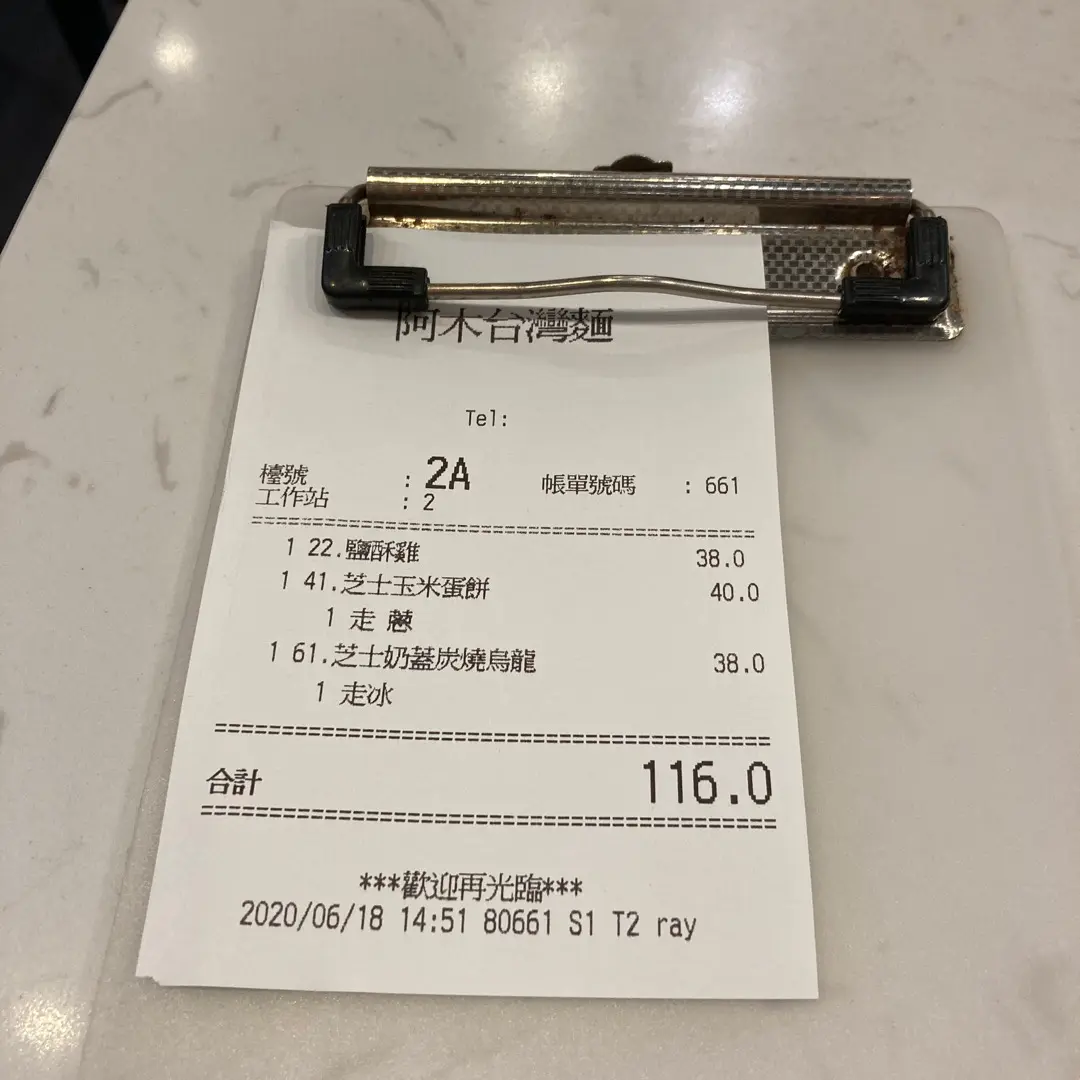 阿木台灣麵
Tel:
檯號 : 2A 帳單號碼 : 661
工作站 : 2
1 22.鹽酥雞 38.0
1 41.芝士玉米蛋餅 40.0
1 走 蔥
1 61.芝士奶蓋炭燒烏龍 38.0
1 走冰
合計 116.0
***歡迎再光臨***
2020/06/18 14:51 80661 S1 T2 ray